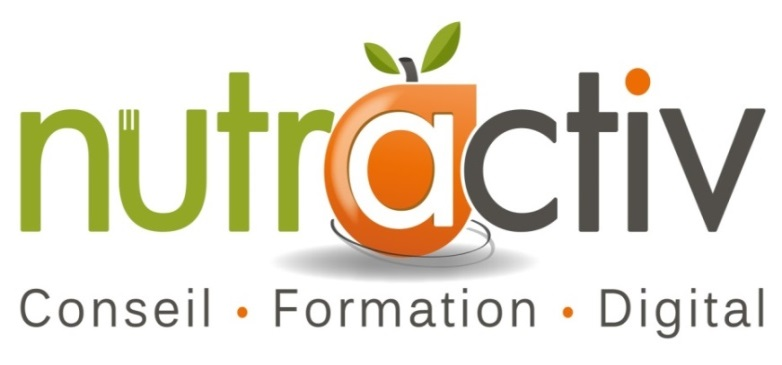 nutractiv
Conseil • Formation • Digital